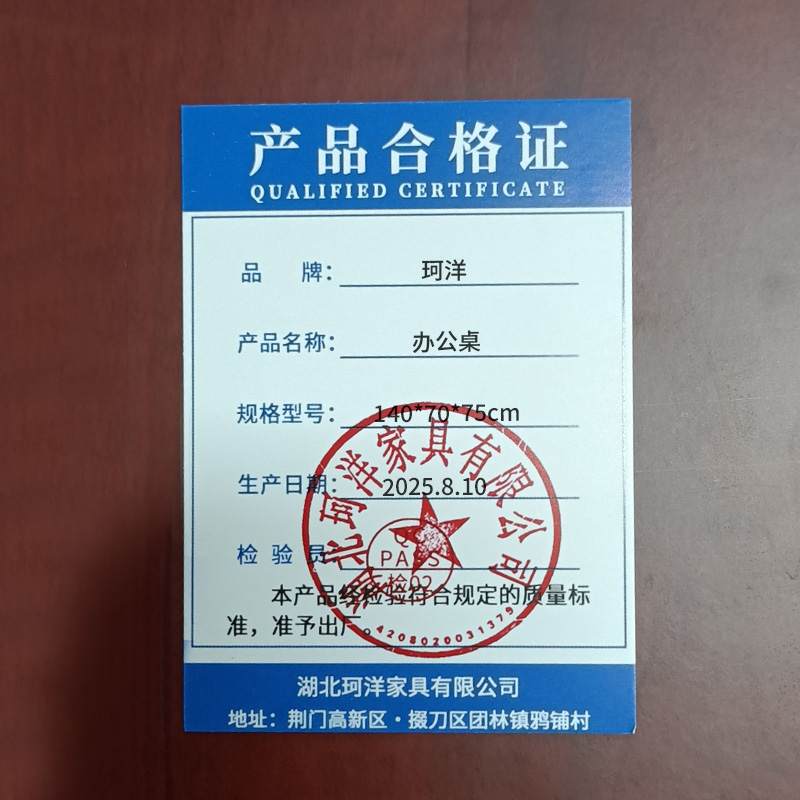 产品合格证
QUALIFIED CERTIFICATE
品 牌： 珂洋
产品名称： 办公桌
规格型号： 140*70*75cm
生产日期： 2025.8.10
检 验 员
湖北珂洋家具有限公司
4208020031379
PASS
检02
本产品经检验符合规定的质量标
准，准予出厂。
湖北珂洋家具有限公司
地址：荆门高新区·掇刀区团林镇鸦铺村